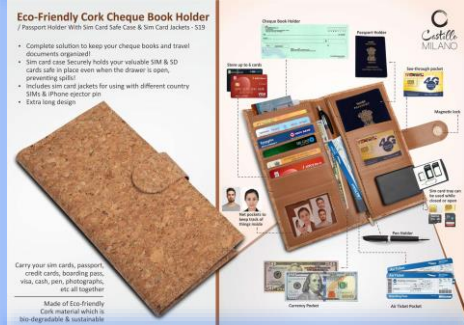 Eco-Friendly Cork Cheque Book Holder
/ Passport Holder With Sim Card Safe Case & Sim Card Jackets - S19
• Complete solution to keep your cheque books and travel
documents organized!
• Sim card case Securely holds your valuable SIM & SD
cards safe in place even when the drawer is open,
preventing spills!
• Includes sim card jackets for using with different country
SIMs & iPhone ejector pin
• Extra long design
Carry your sim cards, passport,
credit cards, boarding pass,
visa, cash, pen, photographs,
etc all together
Made of Eco-Friendly
Cork material which is
bio-degradable & sustainable
Cheque Book Holder
Passport Holder
Castillo
MILANO
Store up to 6 cards
See-through pocket
Magnetic lock
Sim card tray can
be used while
closed or open
Net pockets to
keep track of
things inside
Pen Holder
Currency Pocket
Air Ticket Pocket